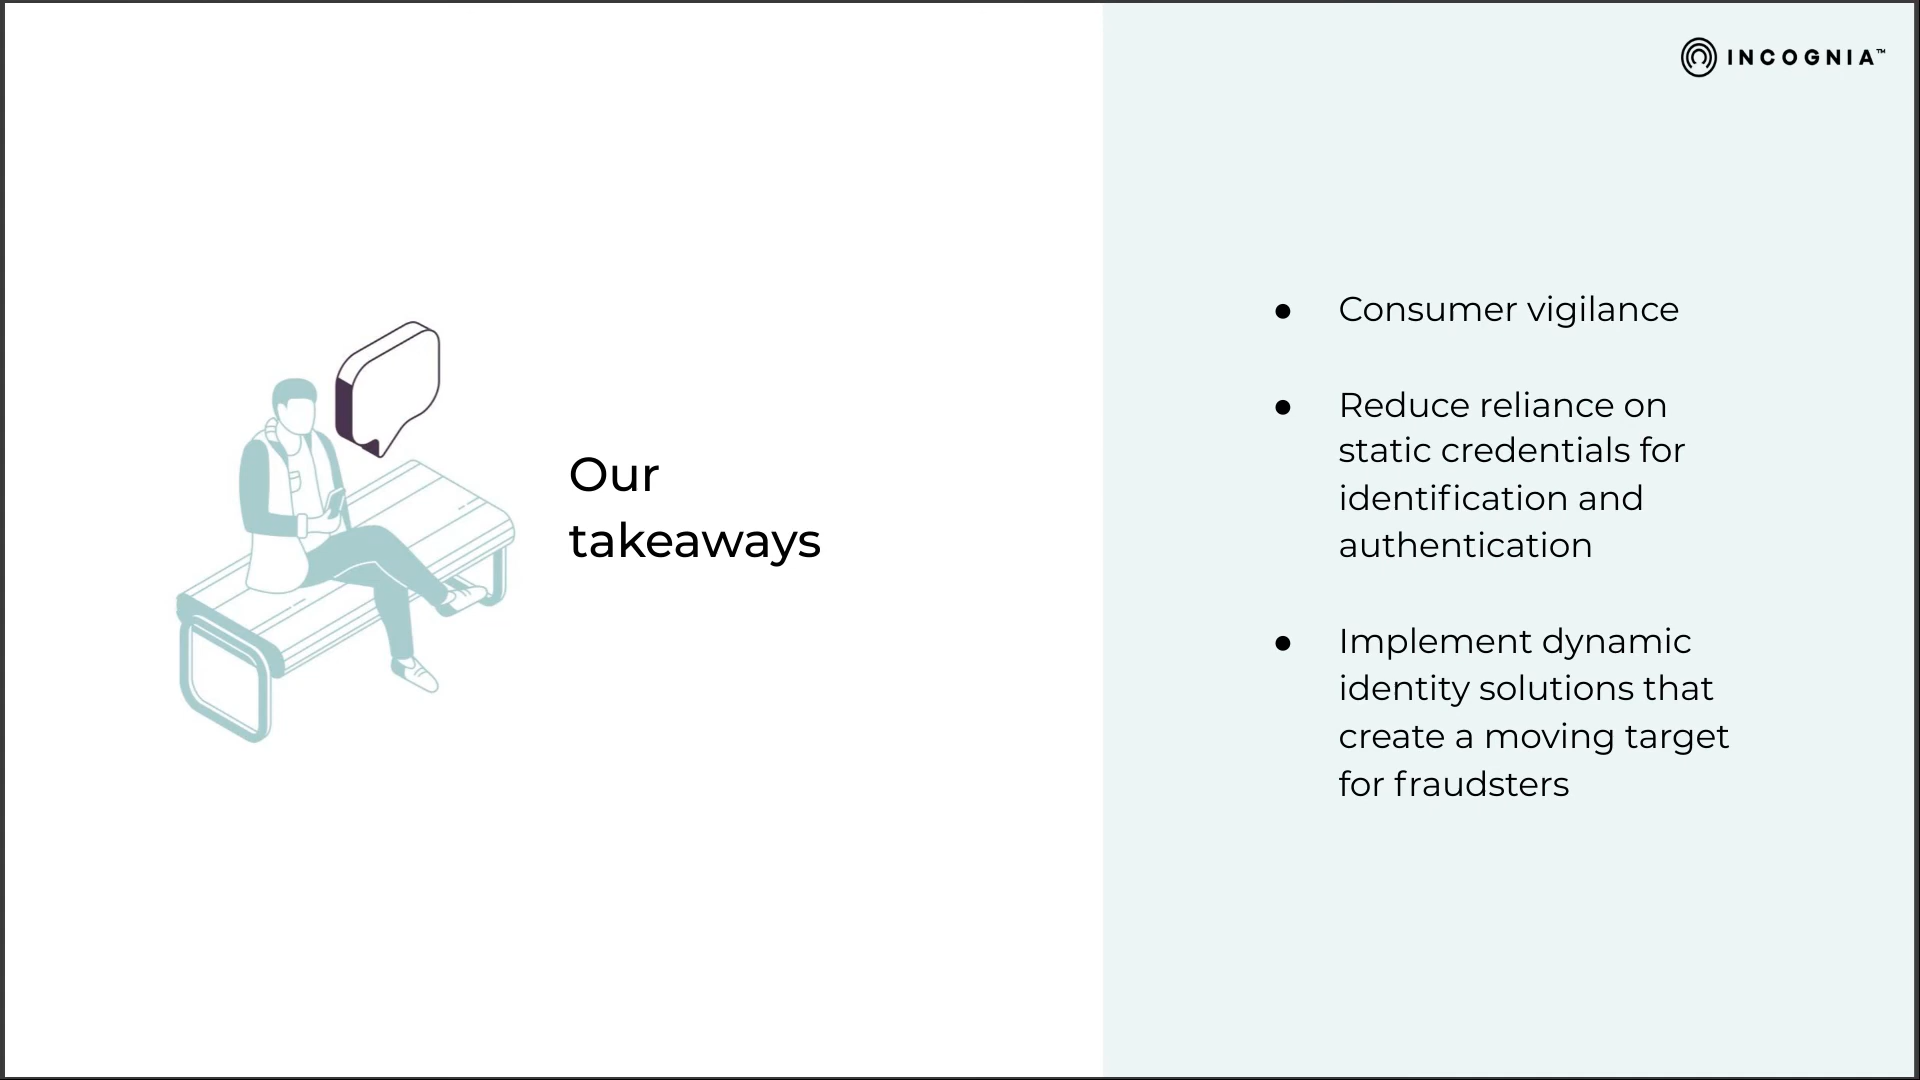 INCOGNIA™
Our
takeaways
● Consumer vigilance
● Reduce reliance on
static credentials for
identification and
authentication
● Implement dynamic
identity solutions that
create a moving target
for fraudsters